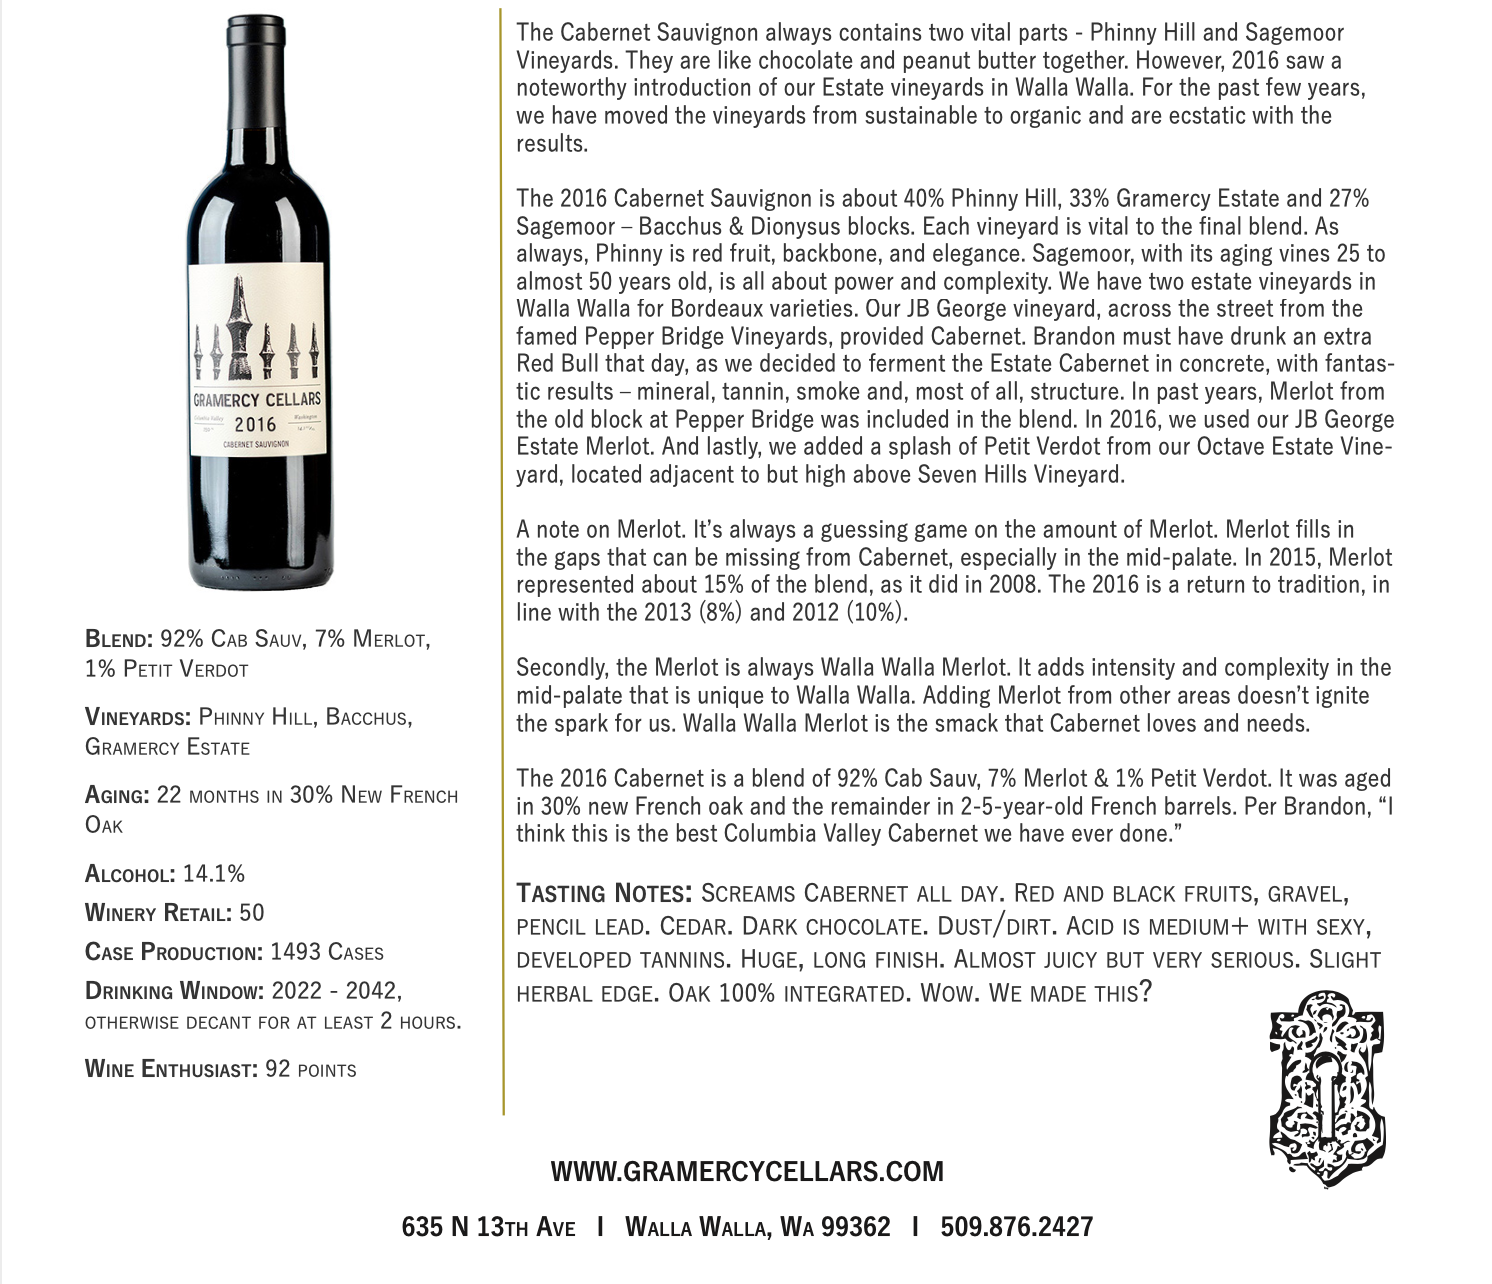 GRAMERCY CELLARS
Columbia Valley
Washington
2016
CABERNET SAUVIGNON
BLEND: 92% CAB SAUV, 7% MERLOT,
1% PETIT VERDOT
VINEYARDS: PHINNY HILL, BACCHUS,
GRAMERCY ESTATE
AGING: 22 MONTHS IN 30% NEW FRENCH
OAK
ALCOHOL: 14.1%
WINERY RETAIL: 50
CASE PRODUCTION: 1493 CASES
DRINKING WINDOW: 2022 - 2042,
OTHERWISE DECANT FOR AT LEAST 2 HOURS.
WINE ENTHUSIAST: 92 POINTS
The Cabernet Sauvignon always contains two vital parts - Phinny Hill and Sagemoor
Vineyards. They are like chocolate and peanut butter together. However, 2016 saw a
noteworthy introduction of our Estate vineyards in Walla Walla. For the past few years,
we have moved the vineyards from sustainable to organic and are ecstatic with the
results.
The 2016 Cabernet Sauvignon is about 40% Phinny Hill, 33% Gramercy Estate and 27%
Sagemoor – Bacchus & Dionysus blocks. Each vineyard is vital to the final blend. As
always, Phinny is red fruit, backbone, and elegance. Sagemoor, with its aging vines 25 to
almost 50 years old, is all about power and complexity. We have two estate vineyards in
Walla Walla for Bordeaux varieties. Our JB George vineyard, across the street from the
famed Pepper Bridge Vineyards, provided Cabernet. Brandon must have drunk an extra
Red Bull that day, as we decided to ferment the Estate Cabernet in concrete, with fantas-
tic results – mineral, tannin, smoke and, most of all, structure. In past years, Merlot from
the old block at Pepper Bridge was included in the blend. In 2016, we used our JB George
Estate Merlot. And lastly, we added a splash of Petit Verdot from our Octave Estate Vine-
yard, located adjacent to but high above Seven Hills Vineyard.
A note on Merlot. It's always a guessing game on the amount of Merlot. Merlot fills in
the gaps that can be missing from Cabernet, especially in the mid-palate. In 2015, Merlot
represented about 15% of the blend, as it did in 2008. The 2016 is a return to tradition, in
line with the 2013 (8%) and 2012 (10%).
Secondly, the Merlot is always Walla Walla Merlot. It adds intensity and complexity in the
mid-palate that is unique to Walla Walla. Adding Merlot from other areas doesn't ignite
the spark for us. Walla Walla Merlot is the smack that Cabernet loves and needs.
The 2016 Cabernet is a blend of 92% Cab Sauv, 7% Merlot & 1% Petit Verdot. It was aged
in 30% new French oak and the remainder in 2-5-year-old French barrels. Per Brandon, “I
think this is the best Columbia Valley Cabernet we have ever done.”
TASTING NOTES: SCREAMS CABERNET ALL DAY. RED AND BLACK FRUITS, GRAVEL,
PENCIL LEAD. CEDAR. DARK CHOCOLATE. DUST/DIRT. ACID IS MEDIUM+ WITH SEXY,
DEVELOPED TANNINS. HUGE, LONG FINISH. ALMOST JUICY BUT VERY SERIOUS. SLIGHT
HERBAL EDGE. OAK 100% INTEGRATED. WOW. WE MADE THIS?
WWW.GRAMERCYCELLARS.COM
635 N 13TH AVE I WALLA WALLA, WA 99362 I 509.876.2427